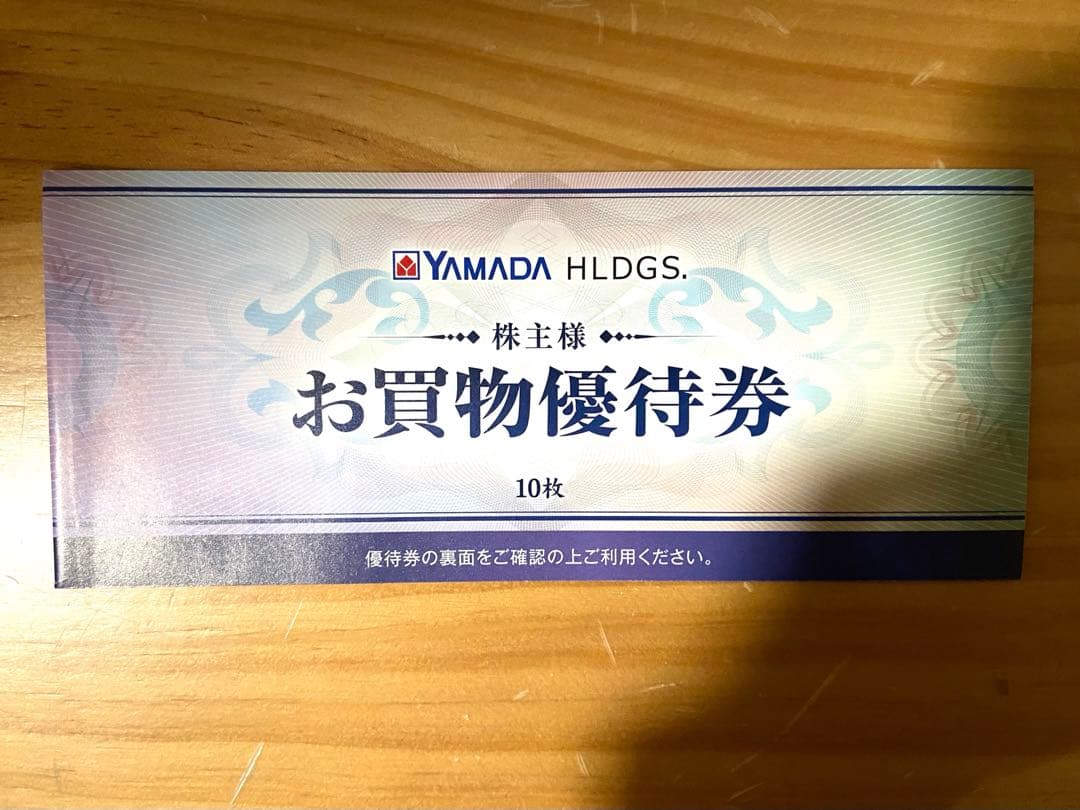 YAMADA HLDGS.
株主様
お買物優待券
10枚
優待券の裏面をご確認の上ご利用ください。